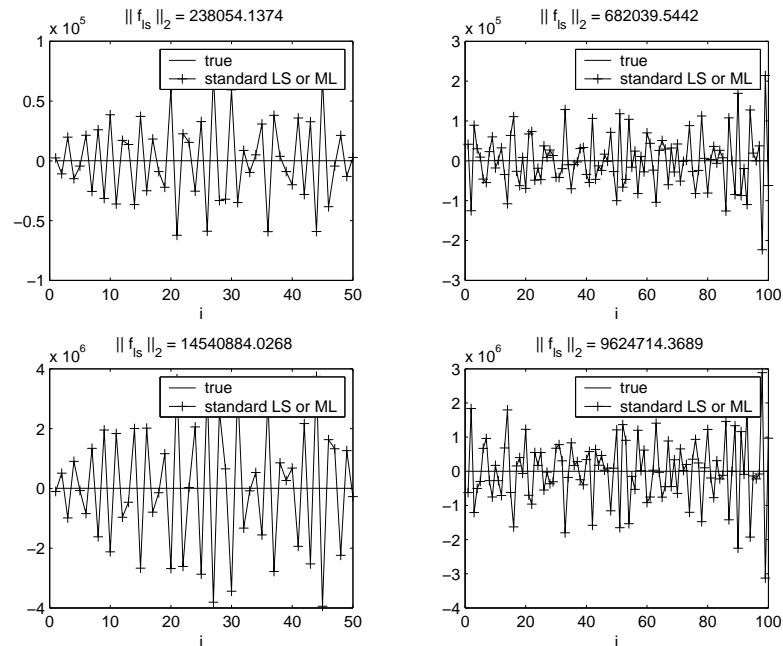 || f_ls ||_2 = 238054.1374
x 10^5
1
0.5
0
−0.5
−1
0 10 20 30 40 50
i
true
standard LS or ML
|| f_ls ||_2 = 682039.5442
x 10^5
3
2
1
0
−1
−2
−3
0 20 40 60 80 100
i
true
standard LS or ML
|| f_ls ||_2 = 14540884.0268
x 10^6
4
2
0
−2
−4
0 10 20 30 40 50
i
true
standard LS or ML
|| f_ls ||_2 = 9624714.3689
x 10^6
3
2
1
0
−1
−2
−3
−4
0 20 40 60 80 100
i
true
standard LS or ML